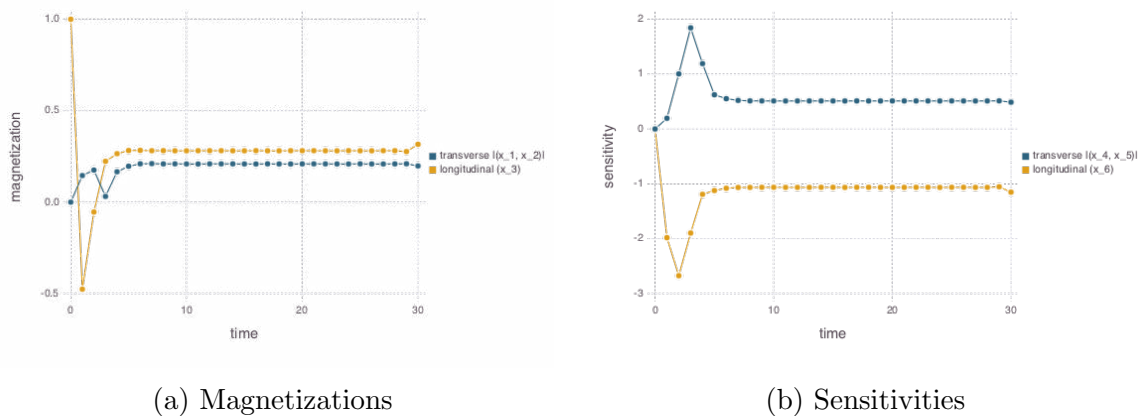 1.0
0.5
0.0
-0.5
magnetization
0 10 20 30
time
transverse |(x_1, x_2)|
longitudinal (x_3)
2
1
0
-1
-2
-3
sensitivity
0 10 20 30
time
transverse |(x_4, x_5)|
longitudinal (x_6)
(a) Magnetizations
(b) Sensitivities